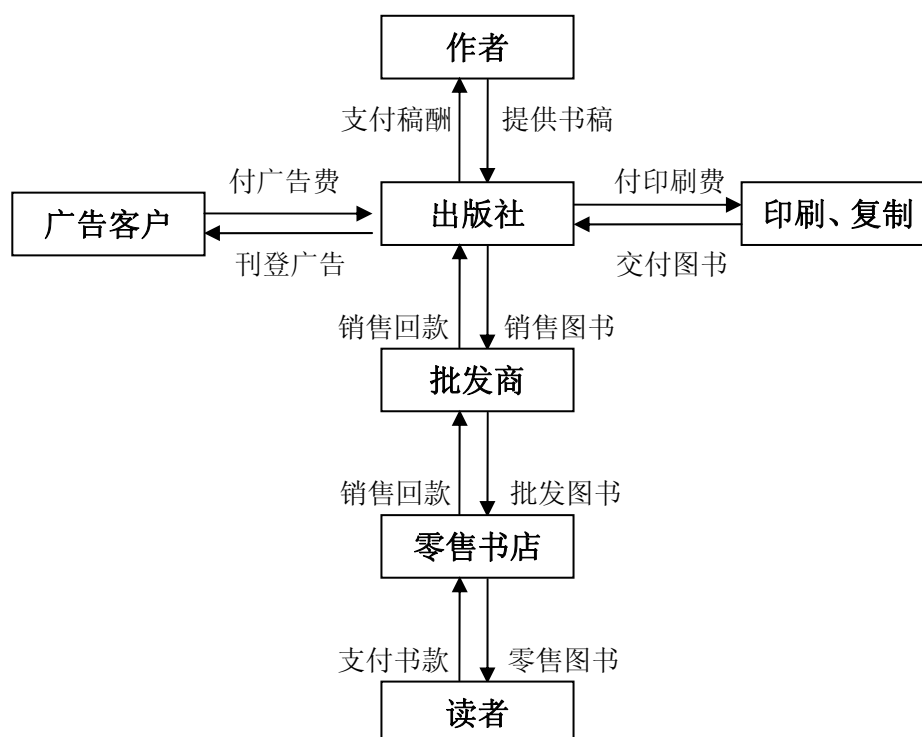 作者
支付稿酬
提供书稿
付广告费
付印刷费
广告客户
出版社
印刷、复制
刊登广告
交付图书
销售回款
销售图书
批发商
销售回款
批发图书
零售书店
支付书款
零售图书
读者